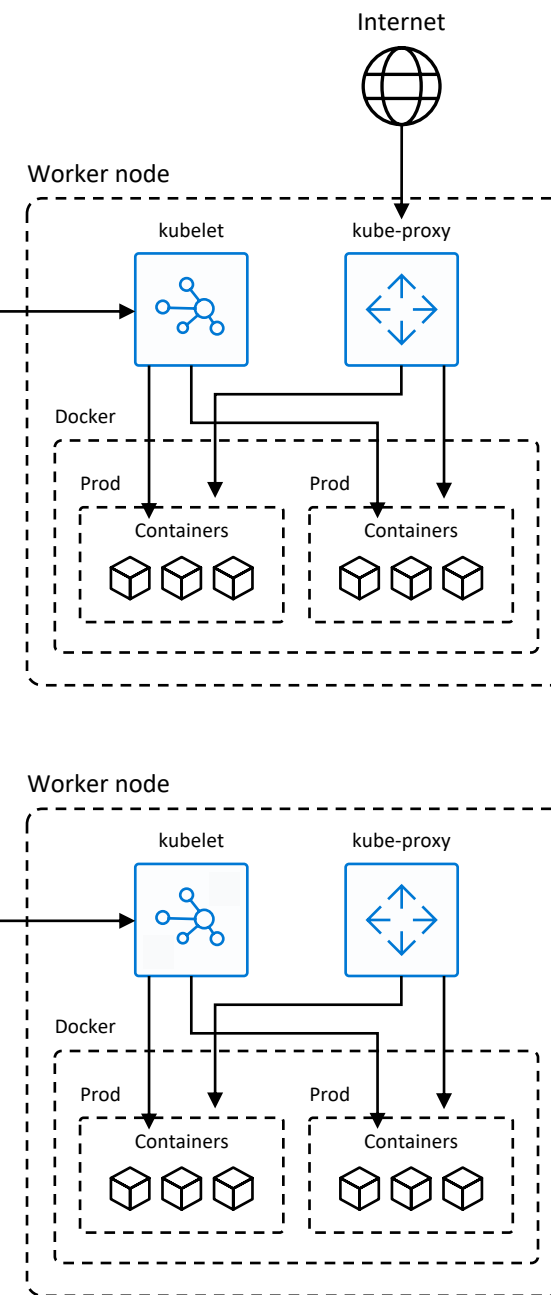 Internet
Worker node
kubelet
kube-proxy
Docker
Prod
Prod
Containers
Containers
Worker node
kubelet
kube-proxy
Docker
Prod
Prod
Containers
Containers